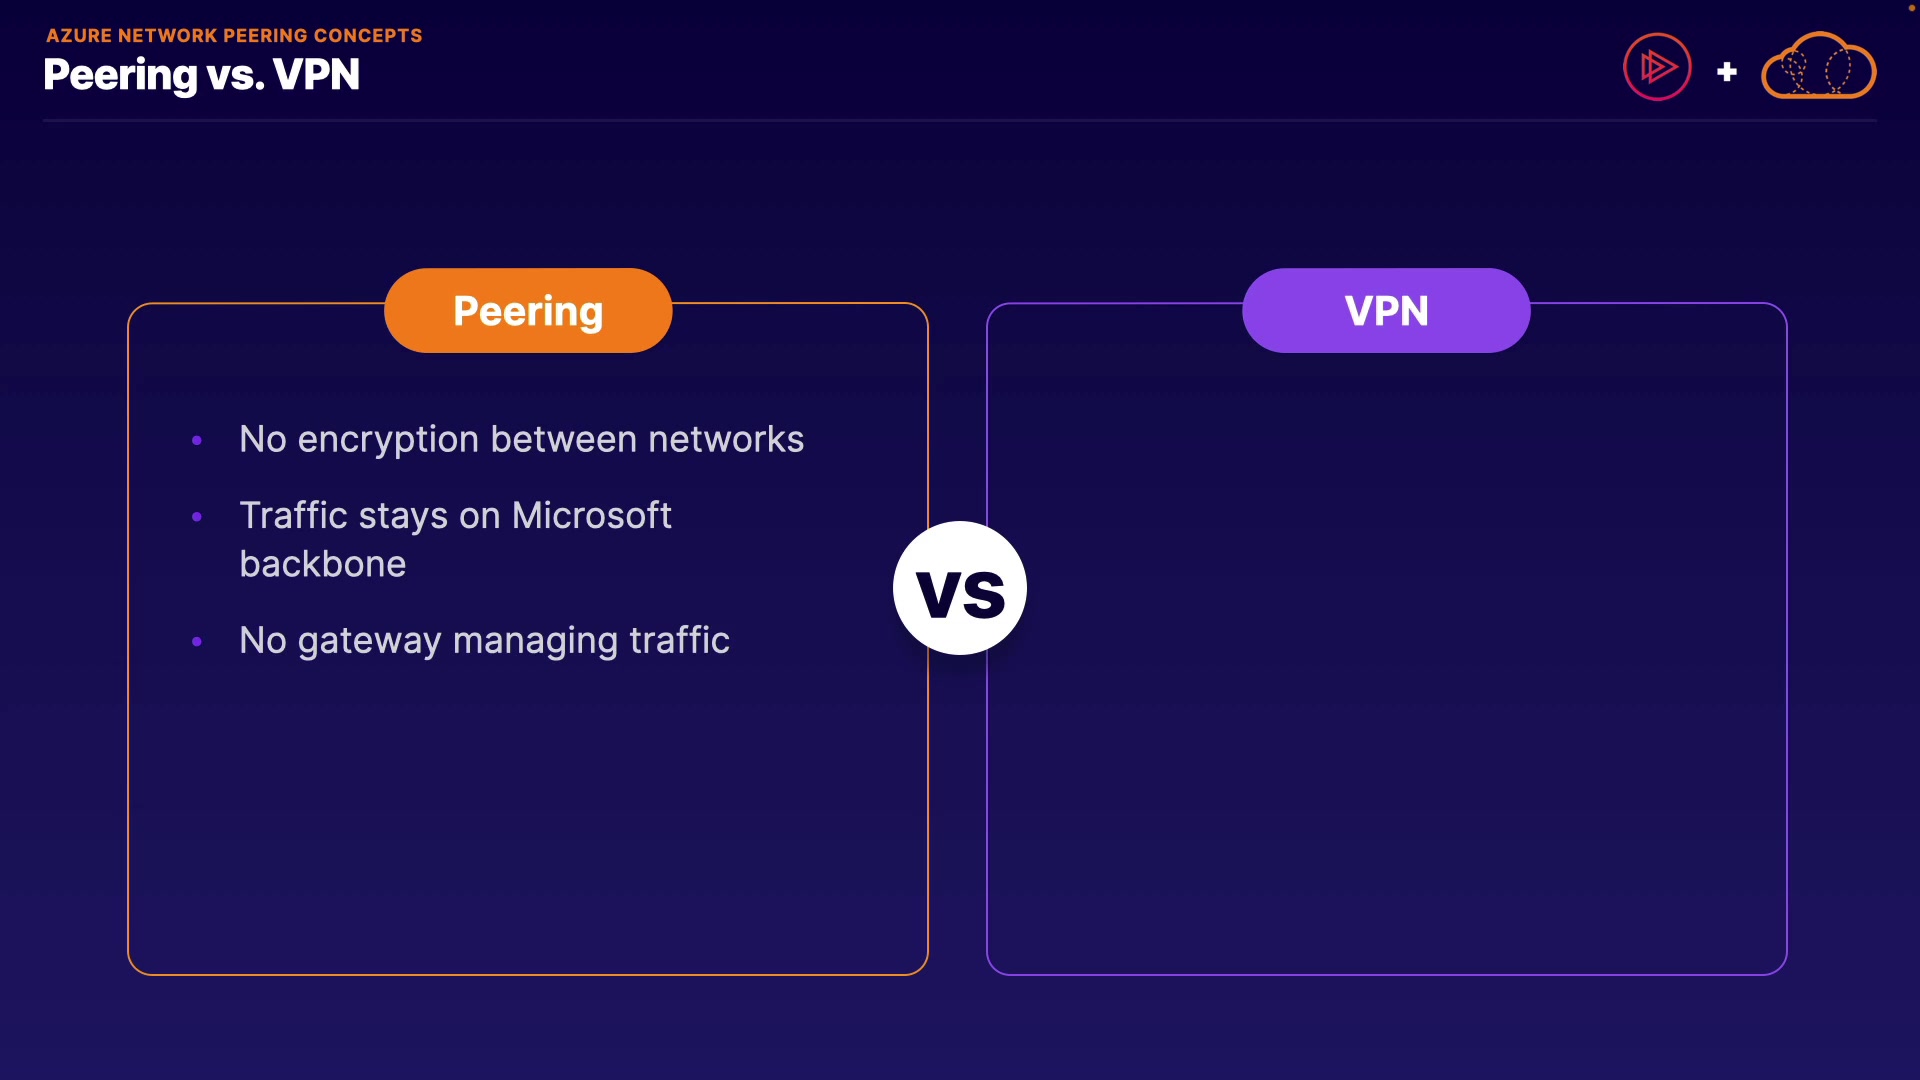 AZURE NETWORK PEERING CONCEPTS
Peering vs. VPN
Peering
• No encryption between networks
• Traffic stays on Microsoft
backbone
• No gateway managing traffic
VS
VPN